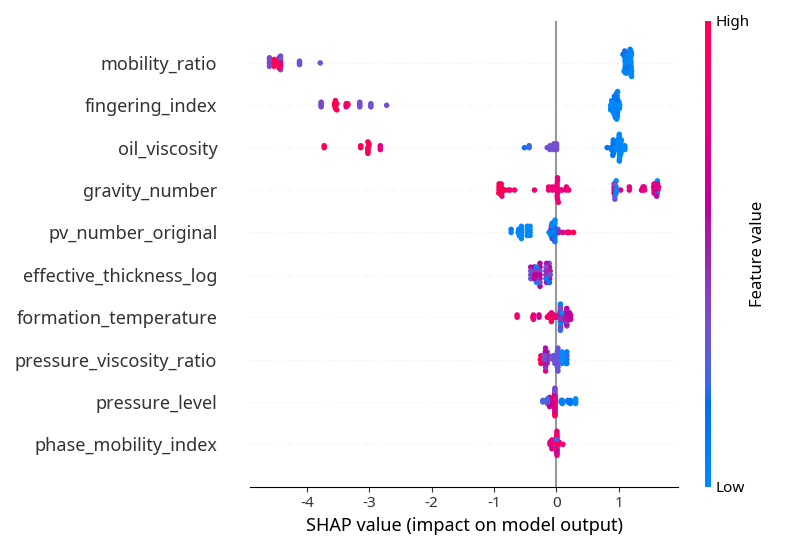 High
mobility_ratio
fingering_index
oil_viscosity
gravity_number
pv_number_original
effective_thickness_log
formation_temperature
pressure_viscosity_ratio
pressure_level
phase_mobility_index
Feature value
Low
-4 -3 -2 -1 0 1
SHAP value (impact on model output)